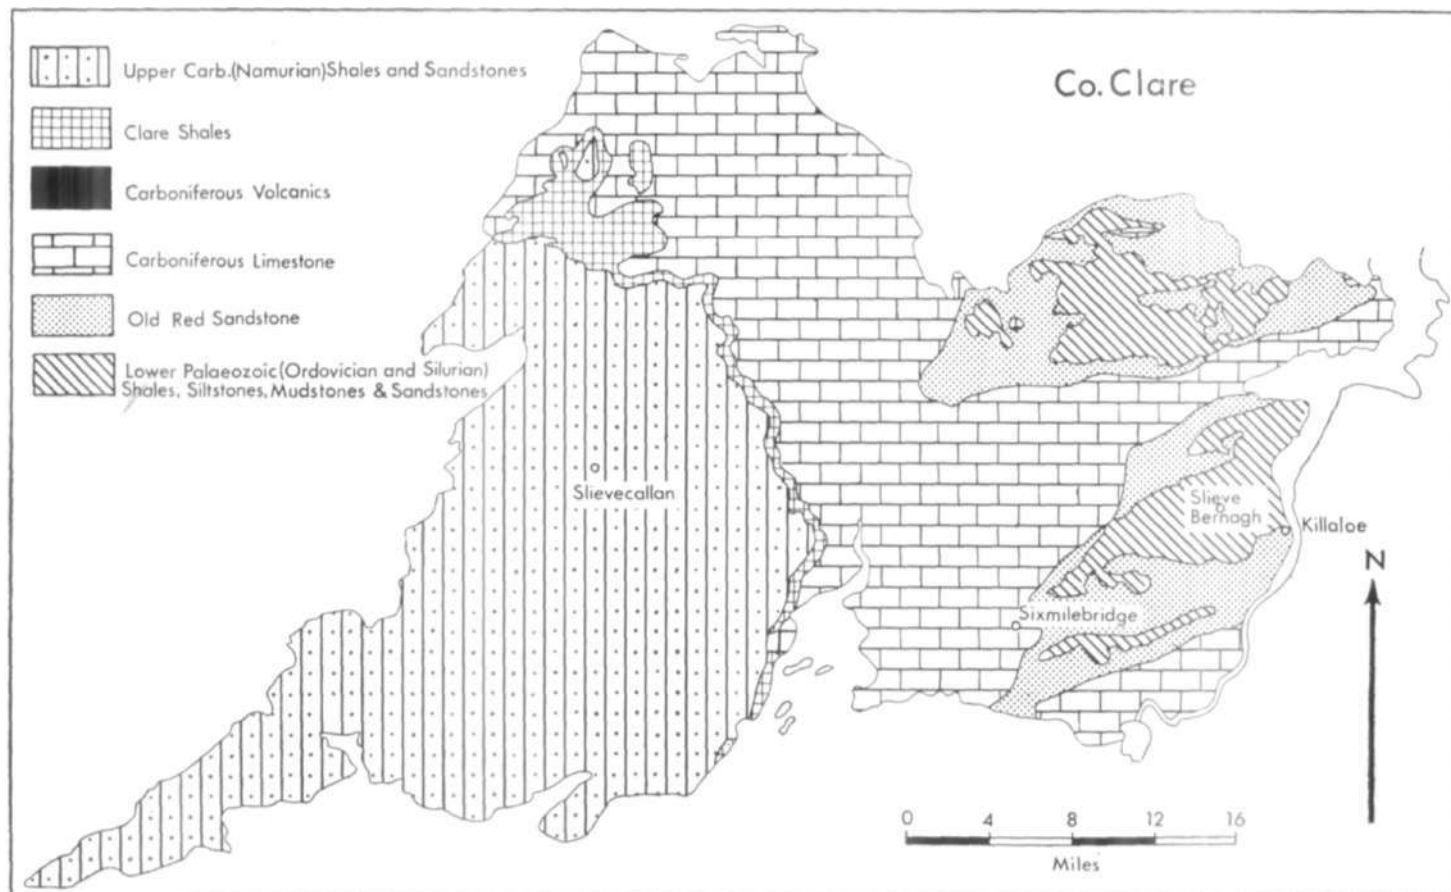 Co. Clare
Upper Carb.(Namurian) Shales and Sandstones
Clare Shales
Carboniferous Volcanics
Carboniferous Limestone
Old Red Sandstone
Lower Palaeozoic (Ordovician and Silurian)
Shales, Siltstones, Mudstones & Sandstones
Slievecallan
Slieve
Bernagh
Killaloe
Sixmilebridge
N
0 4 8 12 16
Miles